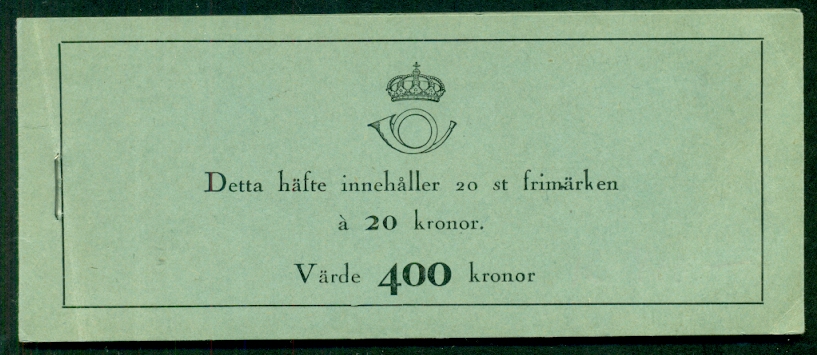 Detta häfte innehåller 20 st frimärken
à 20 kronor.
Värde 400 kronor